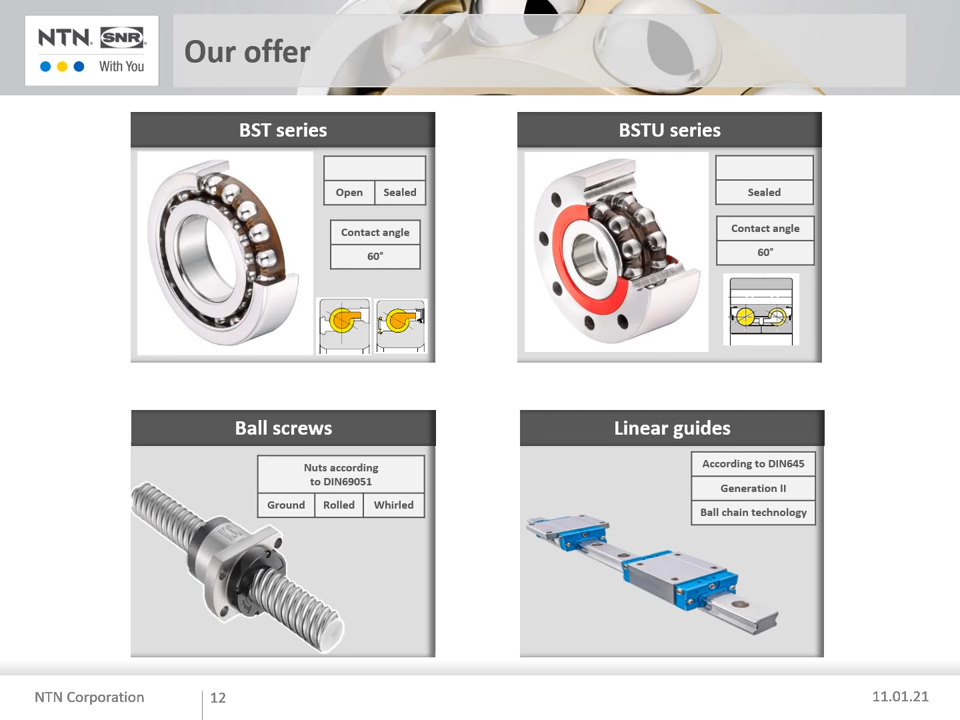 NTN® SNR®
With You
Our offer
BST series
Open Sealed
Contact angle
60°
BSTU series
Sealed
Contact angle
60°
Ball screws
Nuts according
to DIN69051
Ground Rolled Whirled
Linear guides
According to DIN645
Generation II
Ball chain technology
NTN Corporation 12 11.01.21